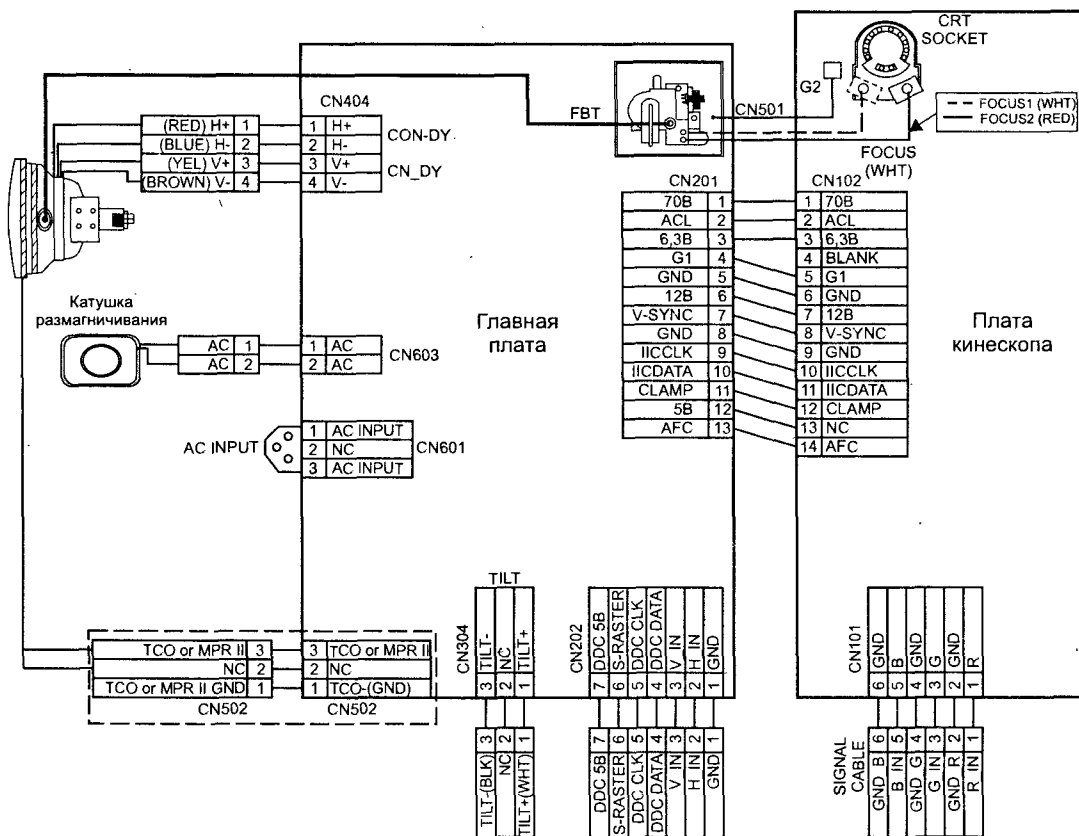 CRT
SOCKET
G2
FOCUS1 (WHT)
FOCUS2 (RED)
FOCUS
(WHT)
FBT
CN501
CN404
(RED) H+ 1
(BLUE) H- 2
(YEL) V+ 3
(BROWN) V- 4
1 H+
2 H-
3 V+
4 V-
CON-DY
CN_DY
CN201
70В 1
ACL 2
6,3В 3
G1 4
GND 5
12В 6
V-SYNC 7
GND 8
IICCLK 9
IICDATA 10
CLAMP 11
5В 12
AFC 13
CN102
1 70В
2 ACL
3 6,3В
4 BLANK
5 G1
6 GND
7 12В
8 V-SYNC
9 GND
10 IICCLK
11 IICDATA
12 CLAMP
13 NC
14 AFC
Катушка
размагничивания
AC 1
AC 2
1 AC
2 AC
CN603
Главная
плата
Плата
кинескопа
AC INPUT
1 AC INPUT
2 NC
3 AC INPUT
CN601
TCO or MPR II 3
NC 2
TCO or MPR II GND 1
CN502
3 TCO or MPR II
2 NC
1 TCO-(GND)
CN502
TILT
CN304
3 TILT-
2 NC
1 TILT+
TILT-(BLK) 3
NC 2
TILT+(WHT) 1
CN202
7 DDC 5В
6 S-RASTER
5 DDC CLK
4 DDC DATA
3 V IN
2 H IN
1 GND
DDC 5В 7
S-RASTER 6
DDC CLK 5
DDC DATA 4
V IN 3
H IN 2
GND 1
CN101
6 GND
5 B
4 GND
3 G
2 GND
1 R
SIGNAL
CABLE
GND B 6
B IN 5
GND G 4
G IN 3
GND R 2
R IN 1